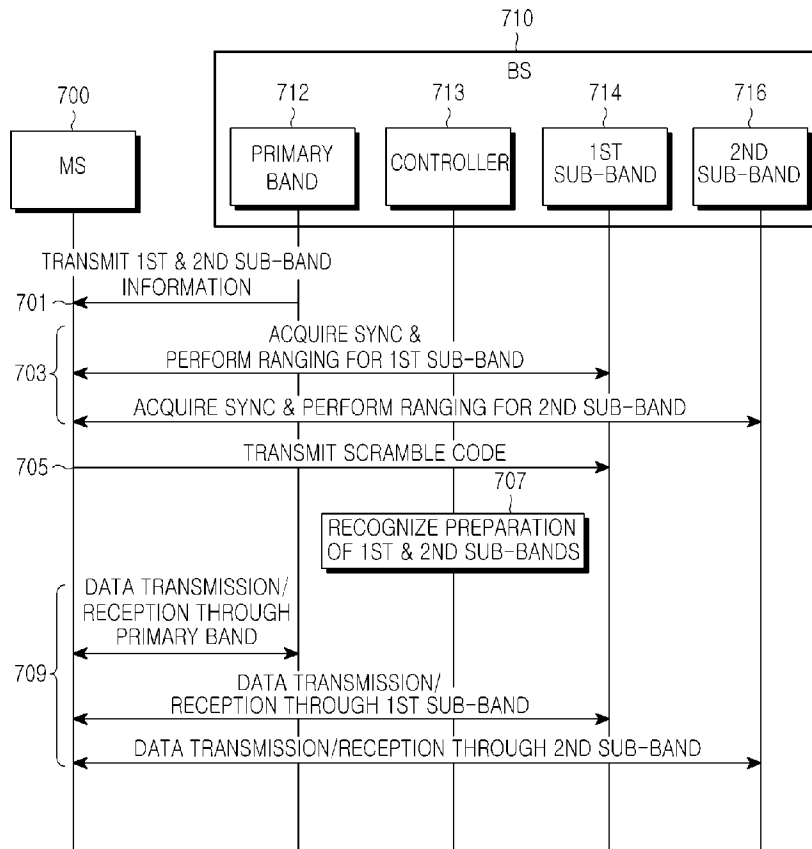 710
BS
700
712
713
714
716
MS
PRIMARY
BAND
CONTROLLER
1ST
SUB-BAND
2ND
SUB-BAND
TRANSMIT 1ST & 2ND SUB-BAND
INFORMATION
701
703
ACQUIRE SYNC &
PERFORM RANGING FOR 1ST SUB-BAND
ACQUIRE SYNC & PERFORM RANGING FOR 2ND SUB-BAND
705
TRANSMIT SCRAMBLE CODE
707
RECOGNIZE PREPARATION
OF 1ST & 2ND SUB-BANDS
709
DATA TRANSMISSION/
RECEPTION THROUGH
PRIMARY BAND
DATA TRANSMISSION/
RECEPTION THROUGH 1ST SUB-BAND
DATA TRANSMISSION/RECEPTION THROUGH 2ND SUB-BAND